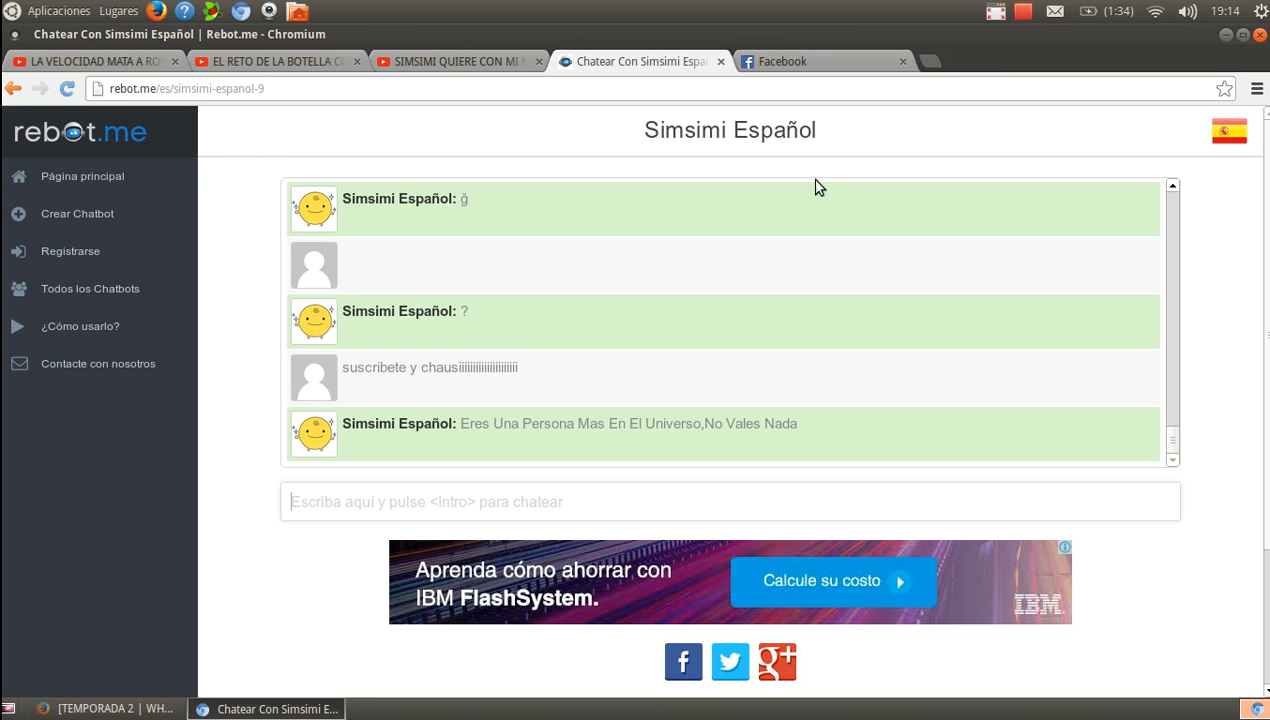 Aplicaciones Lugares (1:34) 19:14
Chatear Con Simsimi Español | Rebot.me - Chromium
LA VELOCIDAD MATA A EL RETO DE LA BOTELLA SIMSIMI QUIERE CON MI Chatear Con Simsimi Espa Facebook
rebot.me/es/simsimi-espanol-9
rebot.me
Simsimi Español
Página principal
Crear Chatbot
Registrarse
Todos los Chatbots
¿Cómo usarlo?
Contacte con nosotros
Simsimi Español: ğ
Simsimi Español: ?
suscribete y chausiiiiiiiiiiiiiiiiiiiii
Simsimi Español: Eres Una Persona Mas En El Universo,No Vales Nada
Escriba aquí y pulse <Intro> para chatear
Aprenda cómo ahorrar con
IBM FlashSystem.
Calcule su costo
IBM
[TEMPORADA 2 | WH... Chatear Con Simsimi E...